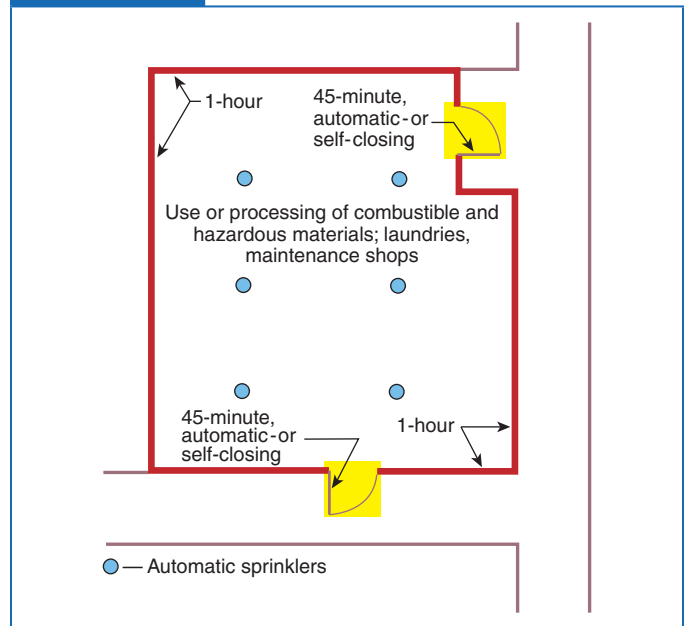 1-hour
45-minute,
automatic-or
self-closing
Use or processing of combustible and
hazardous materials; laundries,
maintenance shops
45-minute,
automatic-or
self-closing
1-hour
— Automatic sprinklers